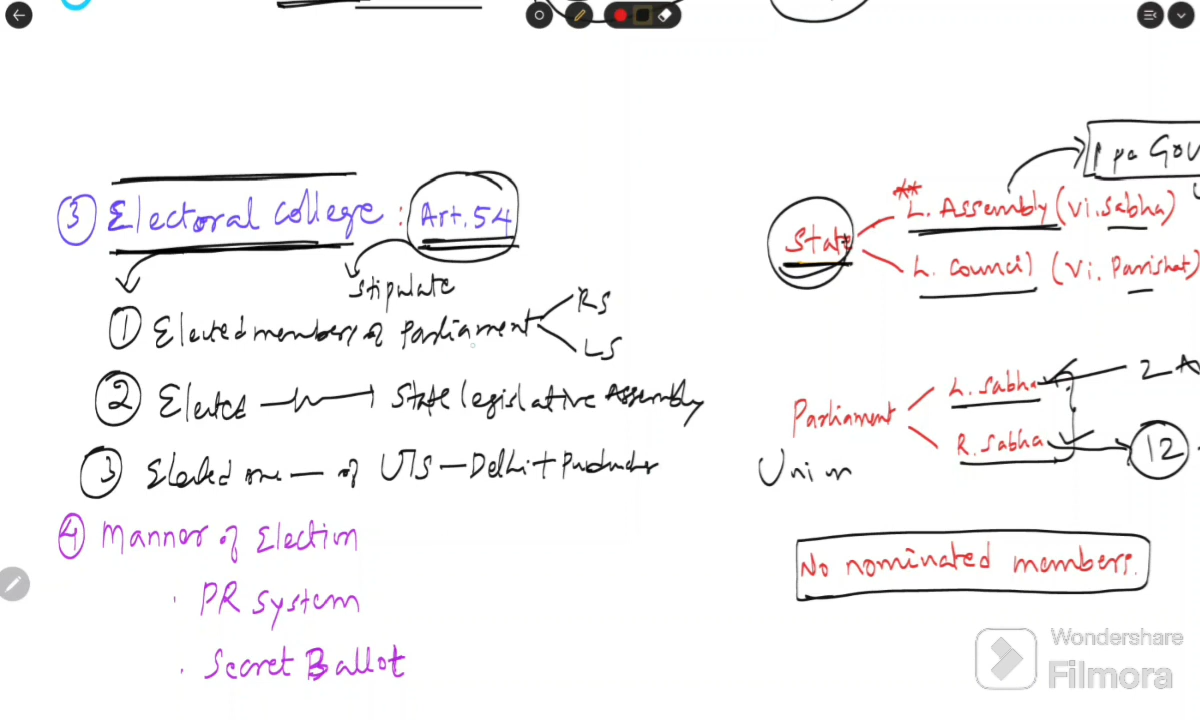 ③ Electoral College : Art. 54
stipulate
① Elected members of Parliament
RS
LS
② Elected State legislative Assembly
③ Elected of UTS - Delhi +
④ Manner of Election
· PR System
· Secret Ballot
1 Gov
State
** L. Assembly (Vi. Sabha)
L. Council (Vi. Parishat)
Parliament
L. Sabha 2 A
R. Sabha 12
Union
No nominated members.
Wondershare
Filmora